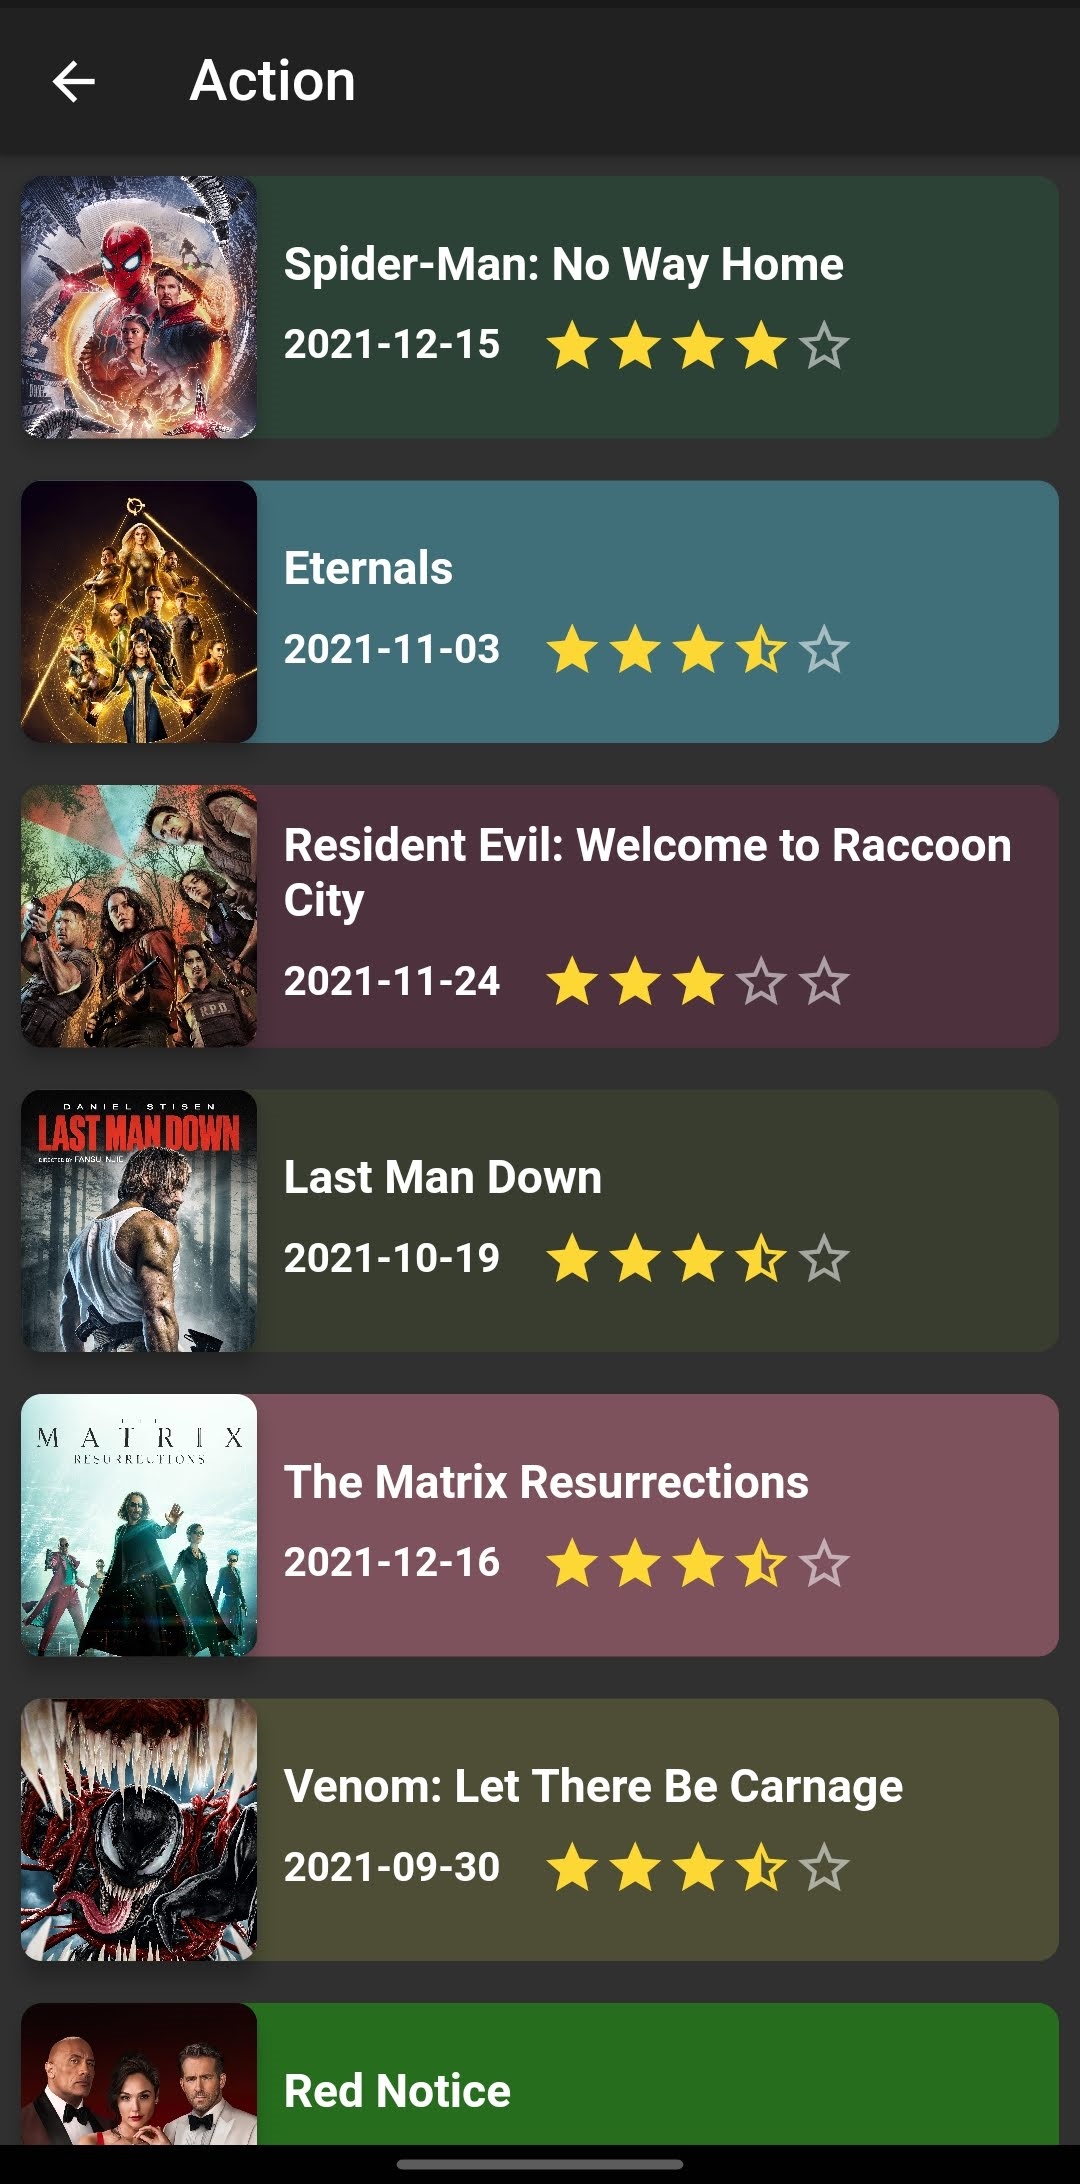 Action
Spider-Man: No Way Home
2021-12-15
Eternals
2021-11-03
Resident Evil: Welcome to Raccoon
City
2021-11-24
R.P.D
DANIEL STISEN
LAST MAN DOWN
DIRECTED BY FANSU NJIE
Last Man Down
2021-10-19
MATRIX
RESURRECTIONS
The Matrix Resurrections
2021-12-16
Venom: Let There Be Carnage
2021-09-30
Red Notice